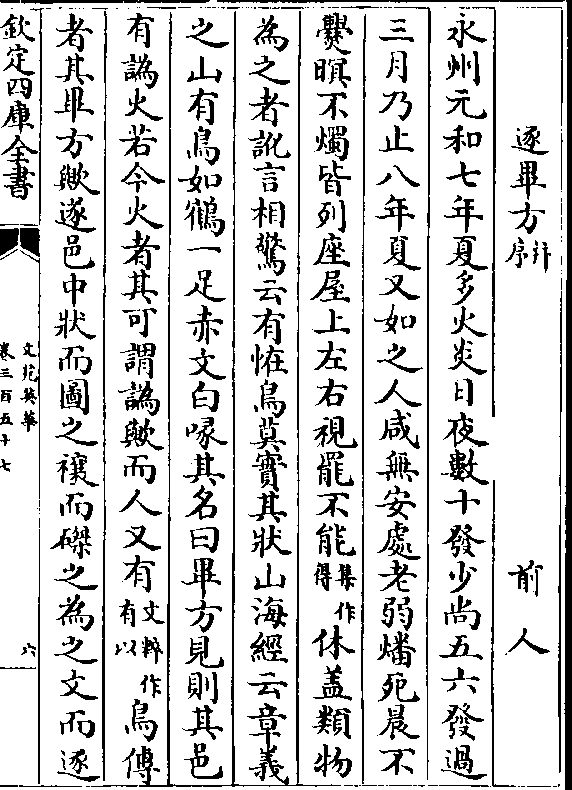 逐畢方并序 前人
永州元和七年夏多火災日夜數十發少尚五六發過
三月乃止八年夏又如之人咸無安處老弱燔死晨不
爨暝不燭皆列座屋上左右視罷不能集作得休盖類物
為之者訛言相驚云有恠鳥莫實其狀山海經云章義
之山有鳥如鶴一足赤文白喙其名曰畢方見則其邑
有譌火若今火者其可謂譌歟而人又有文粹作有以鳥傳
者其畢方歟遂邑中狀而圖之禳而磔之為之文而逐
欽定四庫全書
文苑英華
卷三百五十七
六